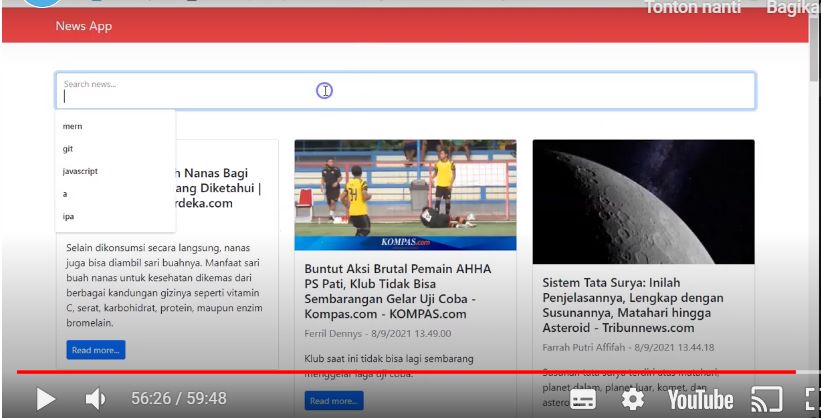 Tonton nanti
Bagika
News App
Search news...
mern
git
javascript
a
ipa
h Nanas Bagi
ang Diketahui |
rdeka.com
Selain dikonsumsi secara langsung, nanas
juga bisa diambil sari buahnya. Manfaat sari
buah nanas untuk kesehatan dikemas dari
berbagai kandungan gizinya seperti vitamin
C, serat, karbohidrat, protein, maupun enzim
bromelain.
Read more...
KOMPAS.com
Buntut Aksi Brutal Pemain AHHA
PS Pati, Klub Tidak Bisa
Sembarangan Gelar Uji Coba -
Kompas.com - KOMPAS.com
Ferril Dennys - 8/9/2021 13.49.00
Klub saat ini tidak bisa lagi sembarang
menggelar laga uji coba.
Read more...
Sistem Tata Surya: Inilah
Penjelasannya, Lengkap dengan
Susunannya, Matahari hingga
Asteroid - Tribunnews.com
Farrah Putri Affifah - 8/9/2021 13.44.18
Susunan tata surya terdiri atas matahari,
planet dalam, planet luar, komet, dan
astero
56:26 / 59:48
YouTube